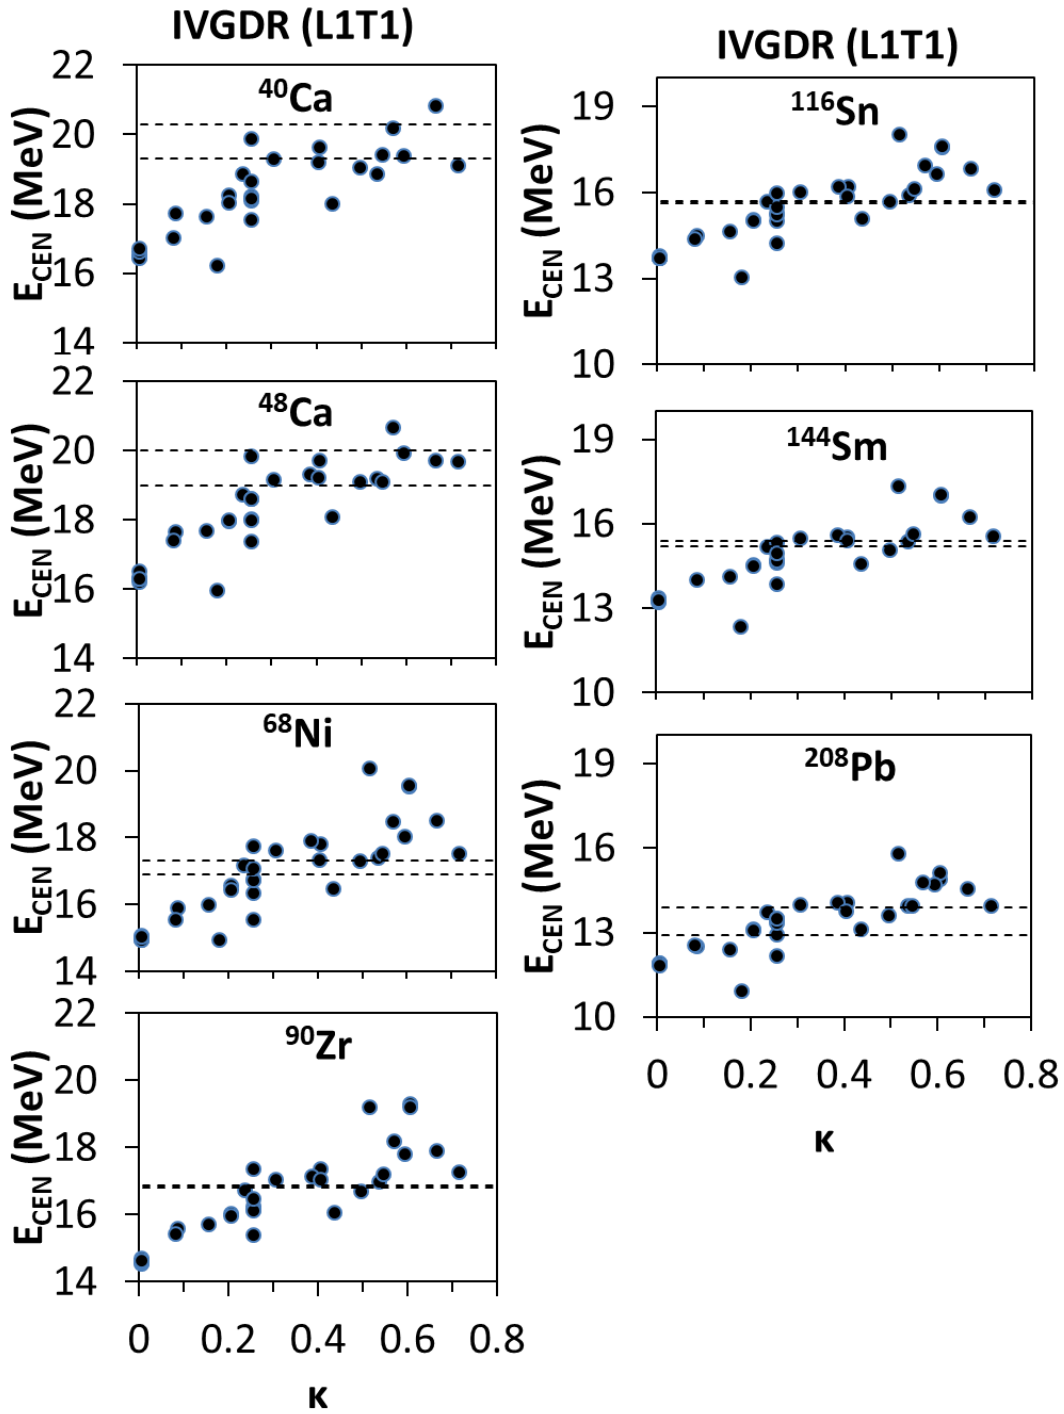 IVGDR (L1T1)
⁴⁰Ca
E_CEN (MeV)
22
20
18
16
14
⁴⁸Ca
E_CEN (MeV)
22
20
18
16
14
⁶⁸Ni
E_CEN (MeV)
22
20
18
16
14
⁹⁰Zr
E_CEN (MeV)
22
20
18
16
14
0 0.2 0.4 0.6 0.8
κ
IVGDR (L1T1)
¹¹⁶Sn
E_CEN (MeV)
19
16
13
10
¹⁴⁴Sm
E_CEN (MeV)
19
16
13
10
²⁰⁸Pb
E_CEN (MeV)
19
16
13
10
0 0.2 0.4 0.6 0.8
κ